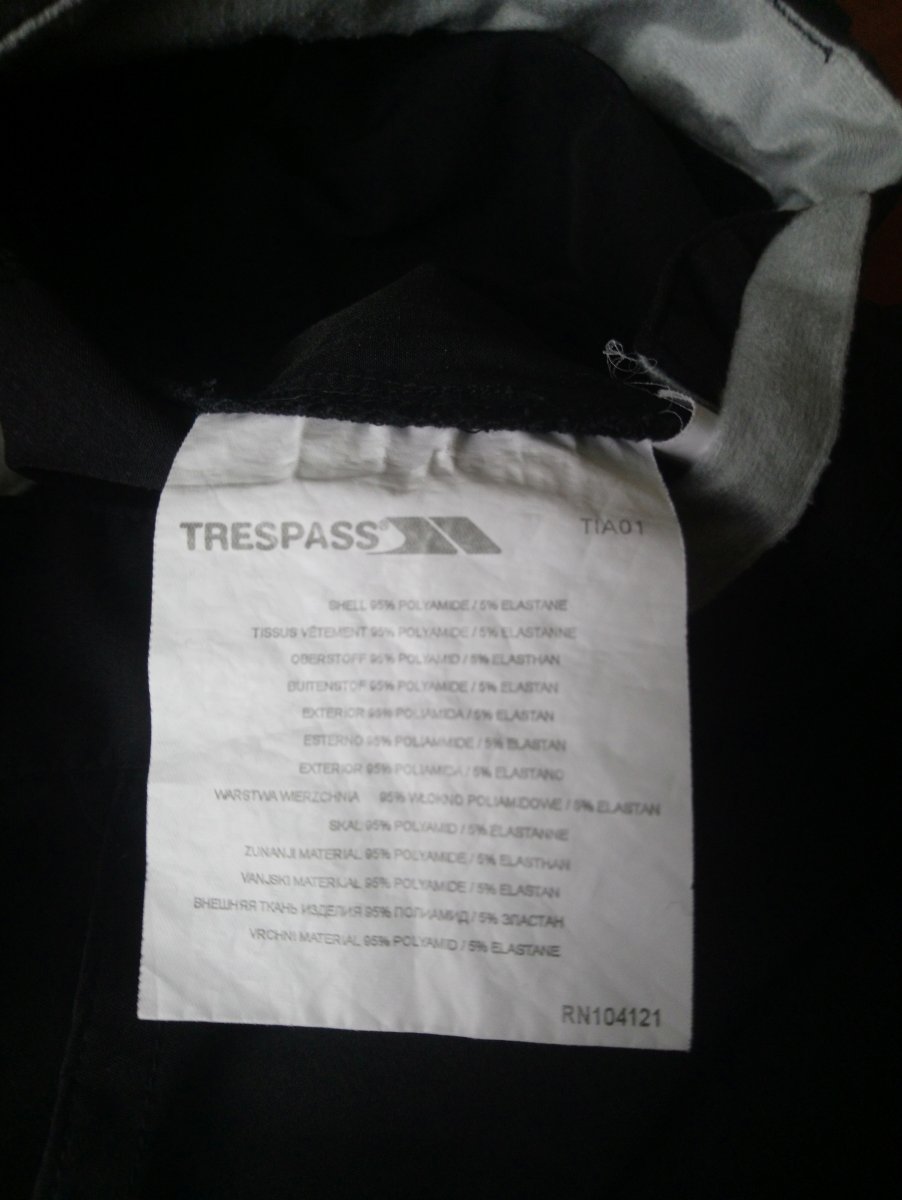 TRESPASS®
TIA01
SHELL 95% POLYAMIDE / 5% ELASTANE
TISSUS VÊTEMENT 95% POLYAMIDE / 5% ELASTANNE
OBERSTOFF 95% POLYAMID / 5% ELASTHAN
BUITENSTOF 95% POLYAMIDE / 5% ELASTAN
EXTERIOR 95% POLIAMIDA / 5% ELASTAN
ESTERNO 95% POLIAMMIDE / 5% ELASTAN
EXTERIOR 95% POLIAMIDA / 5% ELASTANO
WARSTWA WIERZCHNIA 95% WŁOKNO POLIAMIDOWE / 5% ELASTAN
SKAL 95% POLYAMID / 5% ELASTANNE
ZUNANJI MATERIAL 95% POLYAMIDE / 5% ELASTHAN
VANJSKI MATERIJAL 95% POLYAMIDE / 5% ELASTAN
ВНЕШНЯЯ ТКАНЬ ИЗДЕЛИЯ 95% ПОЛИАМИД / 5% ЭЛАСТАН
VRCHNI MATERIAL 95% POLYAMID / 5% ELASTANE
RN104121